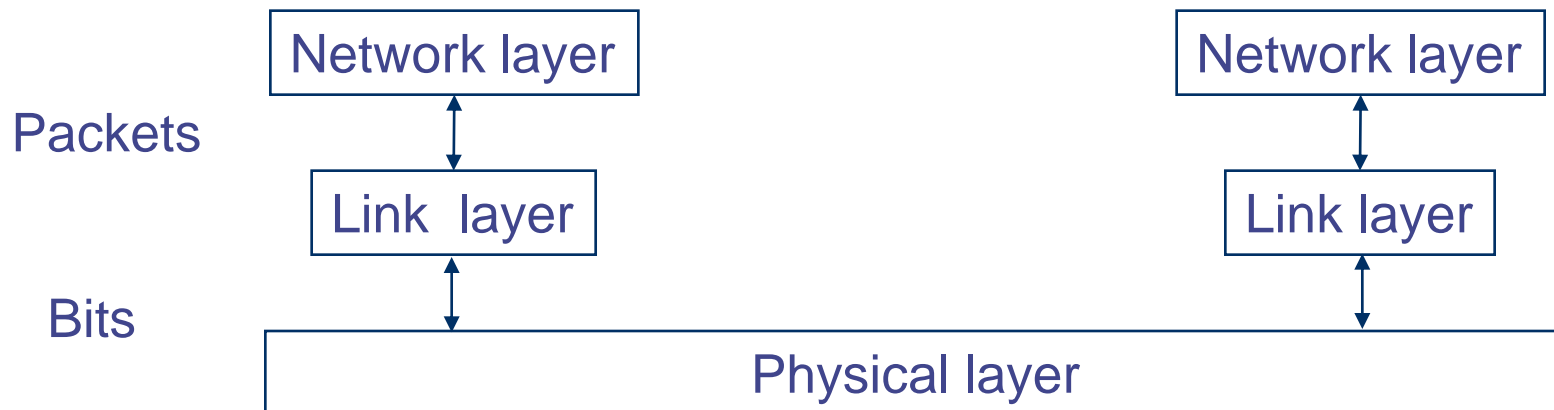 Network layer
Network layer
Packets
Link layer
Link layer
Bits
Physical layer